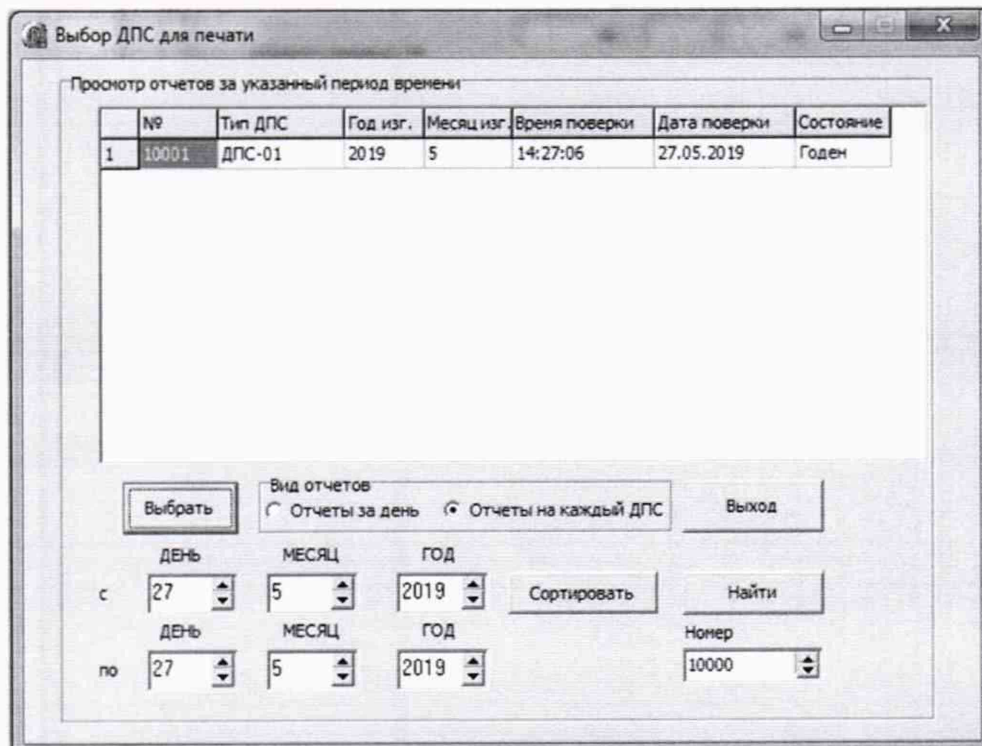 Выбор ДПС для печати
Просмотр отчетов за указанный период времени
№ Тип ДПС Год изг. Месяц изг. Время поверки Дата поверки Состояние
1 10001 ДПС-01 2019 5 14:27:06 27.05.2019 Годен
Вид отчетов
Выбрать Отчеты за день Отчеты на каждый ДПС Выход
ДЕНЬ МЕСЯЦ ГОД
с 27 5 2019 Сортировать Найти
ДЕНЬ МЕСЯЦ ГОД Номер
по 27 5 2019 10000